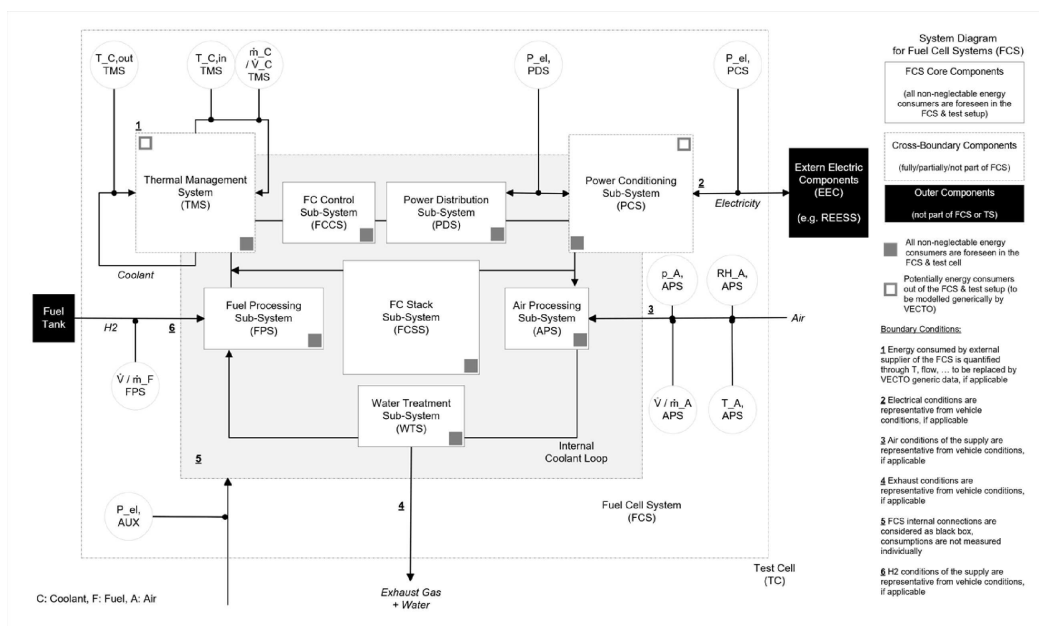 System Diagram
for Fuel Cell Systems (FCS)
T_C,out
TMS
T_C,in
TMS
ṁ_C
/ V̇_C
TMS
P_el,
PDS
P_el,
PCS
1
Thermal Management
System
(TMS)
FC Control
Sub-System
(FCCS)
Power Distribution
Sub-System
(PDS)
Power Conditioning
Sub-System
(PCS)
2
Electricity
Extern Electric
Components
(EEC)
(e.g. REESS)
Coolant
Fuel
Tank
H2
6
Fuel Processing
Sub-System
(FPS)
FC Stack
Sub-System
(FCSS)
Air Processing
Sub-System
(APS)
p_A,
APS
RH_A,
APS
3
Air
V̇ / ṁ_F
FPS
V̇ / ṁ_A
APS
T_A,
APS
Water Treatment
Sub-System
(WTS)
Internal
Coolant Loop
5
4
P_el,
AUX
Fuel Cell System
(FCS)
Test Cell
(TC)
Exhaust Gas
+ Water
C: Coolant, F: Fuel, A: Air
FCS Core Components
(all non-neglectable energy
consumers are foreseen in the
FCS & test setup)
Cross-Boundary Components
(fully/partially/not part of FCS)
Outer Components
(not part of FCS or TS)
All non-neglectable energy
consumers are foreseen in the
FCS & test cell
Potentially energy consumers
out of the FCS & test setup (to
be modelled generically by
VECTO)
Boundary Conditions:
1 Energy consumed by external
supplier of the FCS is quantified
through T, flow, … to be replaced by
VECTO generic data, if applicable
2 Electrical conditions are
representative from vehicle
conditions, if applicable
3 Air conditions of the supply are
representative from vehicle conditions,
if applicable
4 Exhaust conditions are
representative from vehicle conditions,
if applicable
5 FCS internal connections are
considered as black box,
consumptions are not measured
individually
6 H2 conditions of the supply are
representative from vehicle conditions,
if applicable